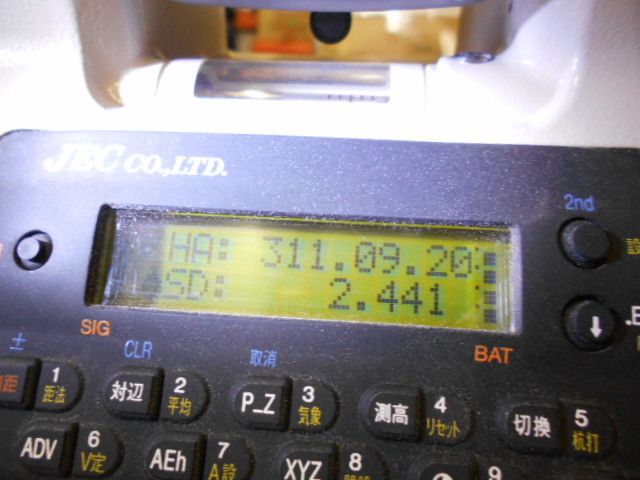 JEC CO.,LTD.
2nd
HA: 311.09.20
SD: 2.441
SIG
BAT
± CLR 取消
1 距法 対辺 2 平均 P_Z 3 気象 測高 4 リセット 切換 5 杭打
ADV 6 V定 AEh 7 A設 XYZ 8 9